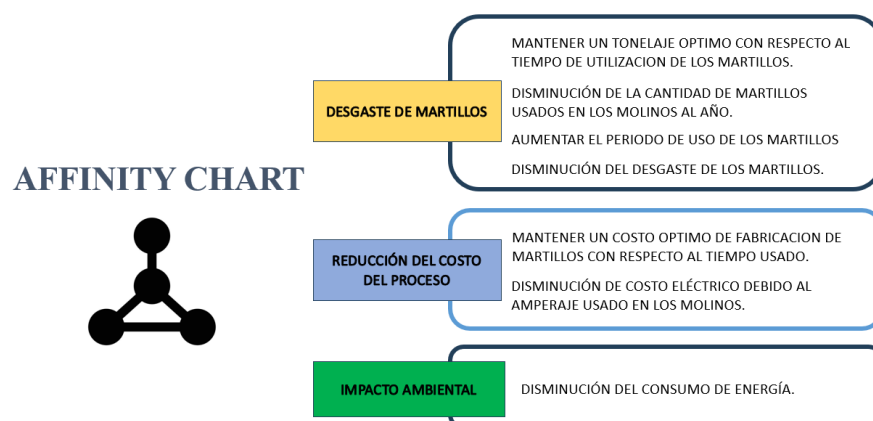 AFFINITY CHART
DESGASTE DE MARTILLOS
MANTENER UN TONELAJE OPTIMO CON RESPECTO AL
TIEMPO DE UTILIZACION DE LOS MARTILLOS.
DISMINUCIÓN DE LA CANTIDAD DE MARTILLOS
USADOS EN LOS MOLINOS AL AÑO.
AUMENTAR EL PERIODO DE USO DE LOS MARTILLOS
DISMINUCIÓN DEL DESGASTE DE LOS MARTILLOS.
REDUCCIÓN DEL COSTO
DEL PROCESO
MANTENER UN COSTO OPTIMO DE FABRICACION DE
MARTILLOS CON RESPECTO AL TIEMPO USADO.
DISMINUCIÓN DE COSTO ELÉCTRICO DEBIDO AL
AMPERAJE USADO EN LOS MOLINOS.
IMPACTO AMBIENTAL
DISMINUCIÓN DEL CONSUMO DE ENERGÍA.